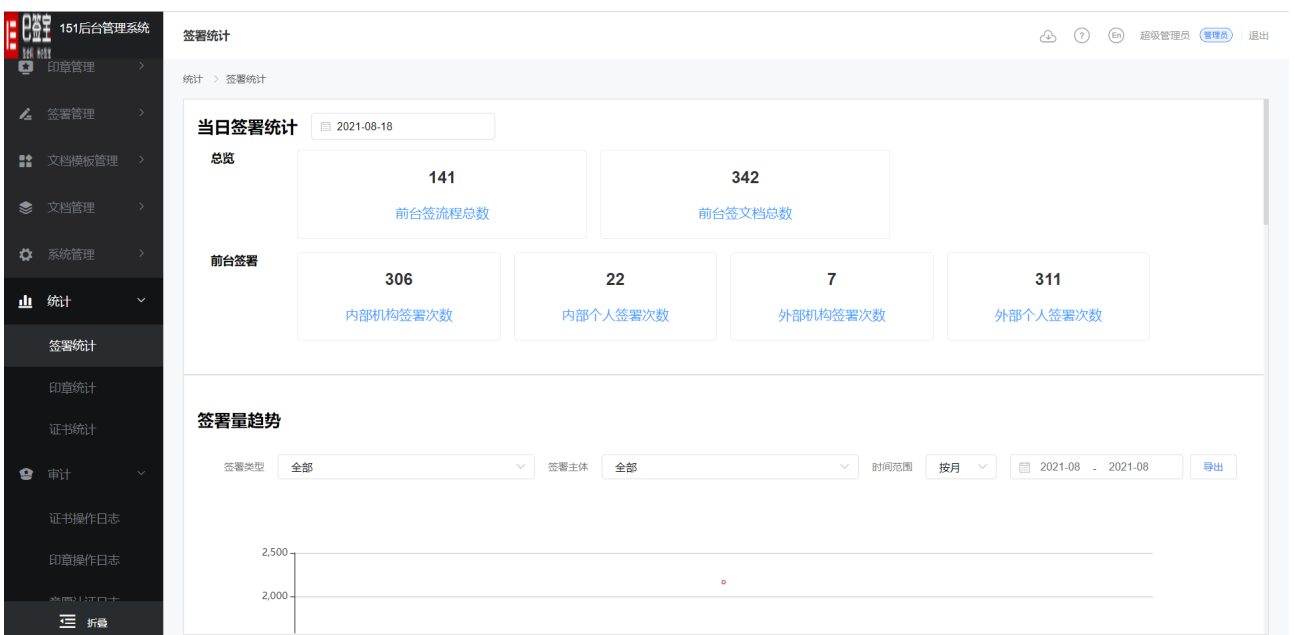 151后台管理系统
印章管理
签署管理
文档模板管理
文档管理
系统管理
统计
签署统计
印章统计
证书统计
审计
证书操作日志
印章操作日志
折叠
签署统计
En 超级管理员 管理员 退出
统计 > 签署统计
当日签署统计 2021-08-18
总览
141
前台签流程总数
342
前台签文档总数
前台签署
306
内部机构签署次数
22
内部个人签署次数
7
外部机构签署次数
311
外部个人签署次数
签署量趋势
签署类型 全部 签署主体 全部 时间范围 按月 2021-08 - 2021-08 导出
2,500
2,000